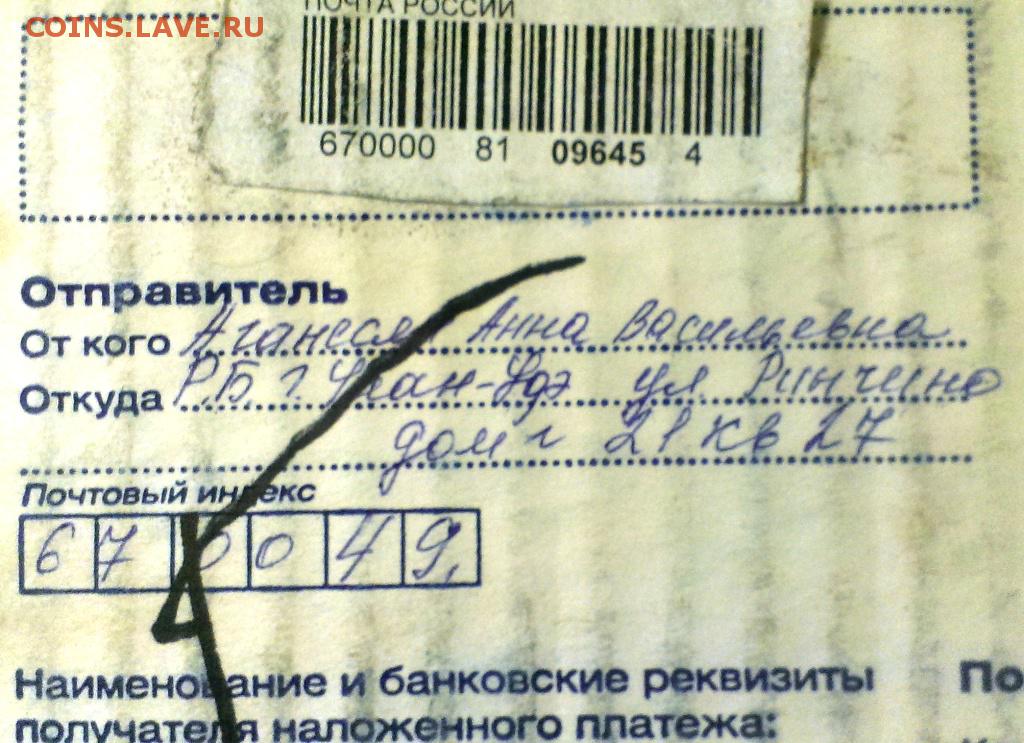 COINS.LAVE.RU
ПОЧТА РОССИИ
670000 81 09645 4
Отправитель
От кого Анна Васильевна
Откуда Р.Б. г. Улан-Удэ ул. Ринчино
дом 21 кв 27
Почтовый индекс
670049.
Наименование и банковские реквизиты
получателя наложенного платежа:
По